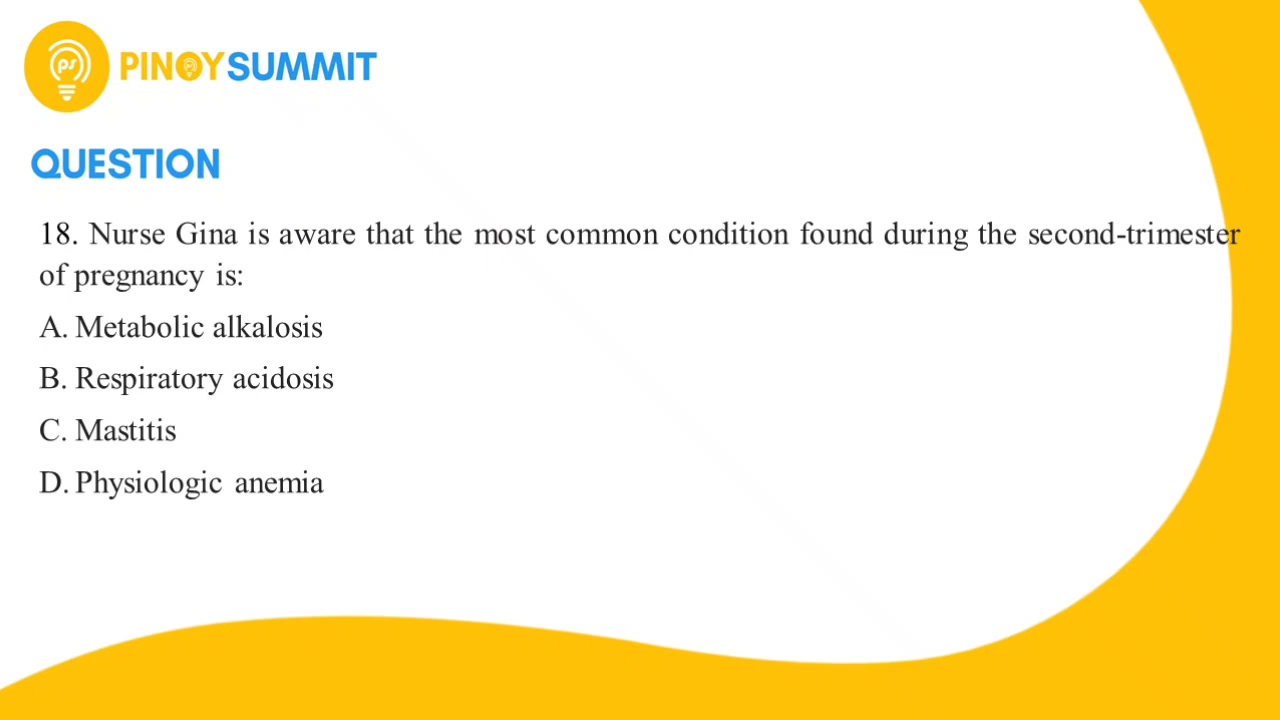 PINOYSUMMIT
QUESTION
18. Nurse Gina is aware that the most common condition found during the second-trimester
of pregnancy is:
A. Metabolic alkalosis
B. Respiratory acidosis
C. Mastitis
D. Physiologic anemia